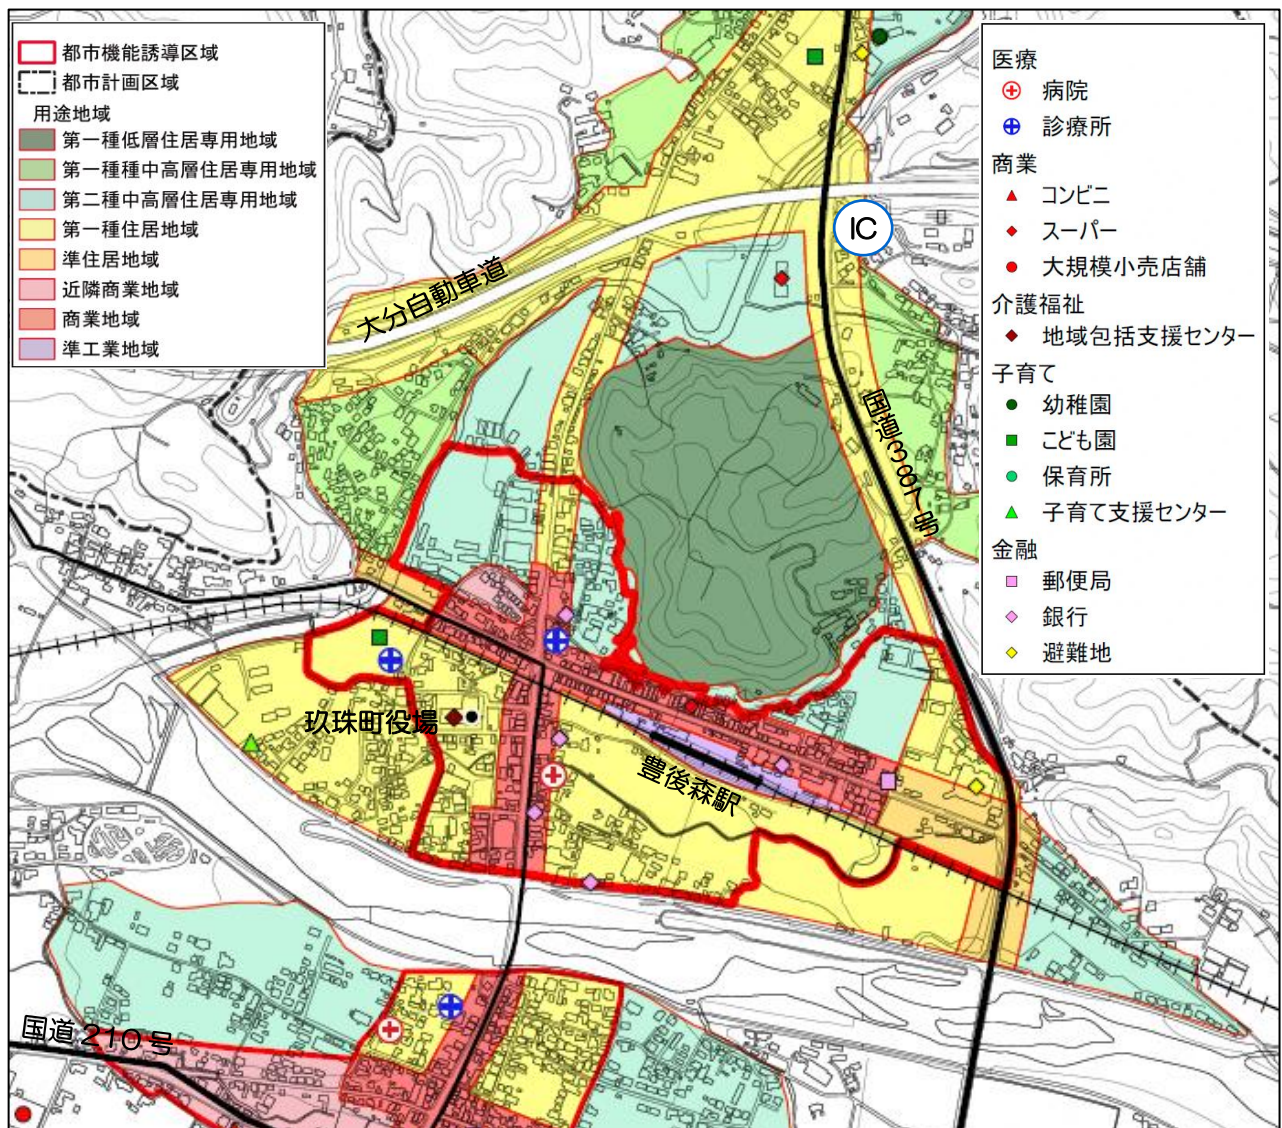 都市機能誘導区域
都市計画区域
用途地域
第一種低層住居専用地域
第一種種中高層住居専用地域
第二種中高層住居専用地域
第一種住居地域
準住居地域
近隣商業地域
商業地域
準工業地域
医療
病院
診療所
商業
コンビニ
スーパー
大規模小売店舗
介護福祉
地域包括支援センター
子育て
幼稚園
こども園
保育所
子育て支援センター
金融
郵便局
銀行
避難地
IC
大分自動車道
国道387号
玖珠町役場
豊後森駅
国道210号